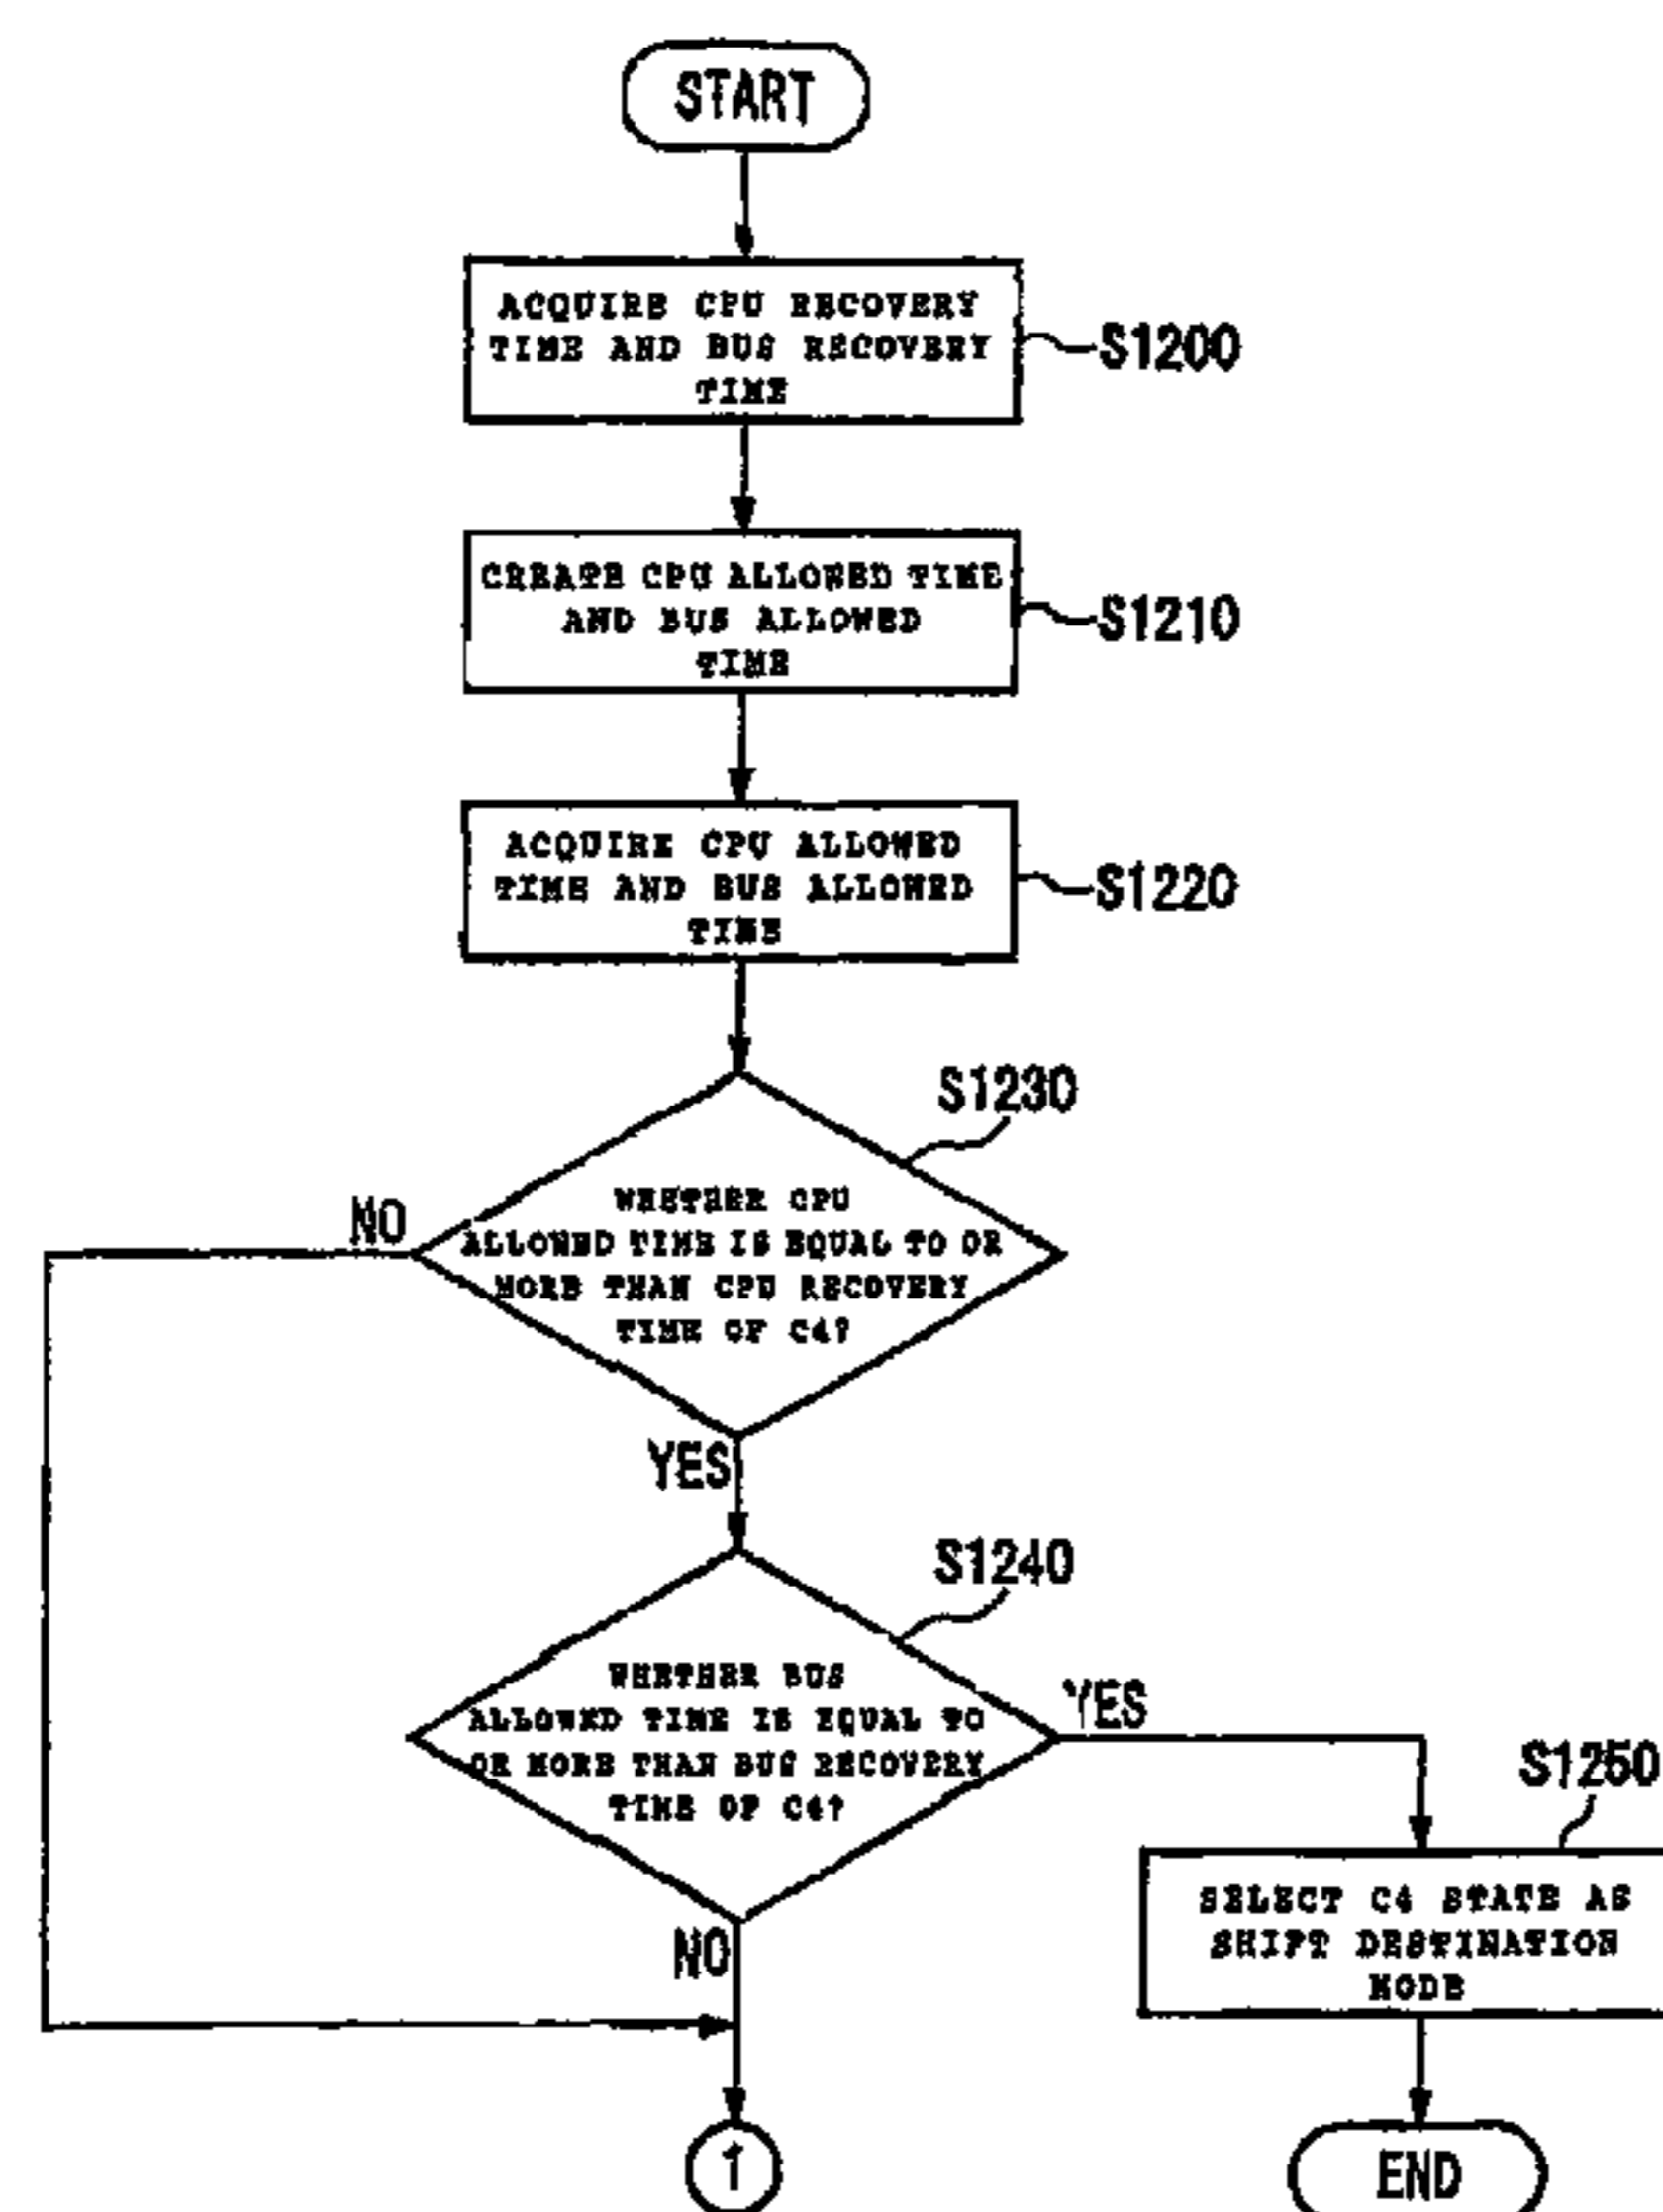 START
ACQUIRE CPU RECOVERY
TIME AND BUS RECOVERY
TIME
S1200
CREATE CPU ALLOWED TIME
AND BUS ALLOWED
TIME
S1210
ACQUIRE CPU ALLOWED
TIME AND BUS ALLOWED
TIME
S1220
S1230
WHETHER CPU
ALLOWED TIME IS EQUAL TO OR
MORE THAN CPU RECOVERY
TIME OF C4?
NO
YES
S1240
WHETHER BUS
ALLOWED TIME IS EQUAL TO
OR MORE THAN BUS RECOVERY
TIME OF C4?
YES
NO
S1250
SELECT C4 STATE AS
SHIFT DESTINATION
MODE
1
END